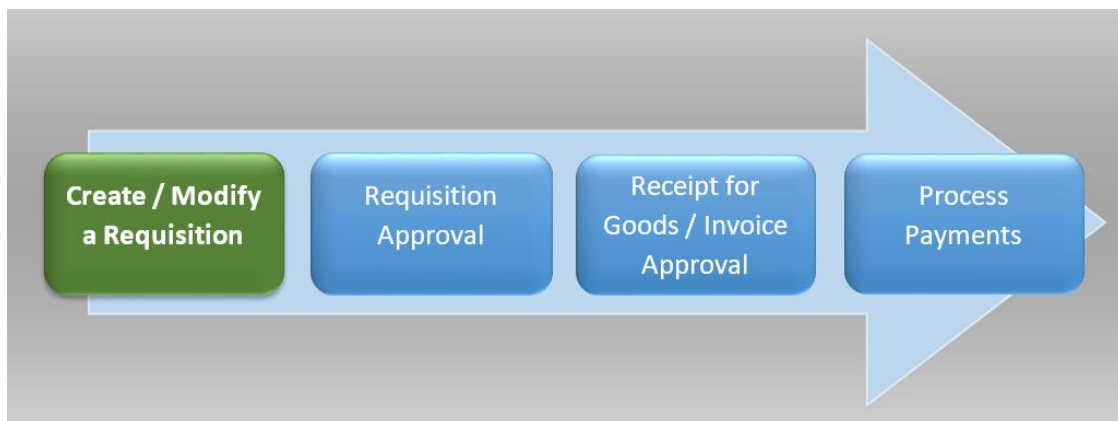 Create / Modify
a Requisition
Requisition
Approval
Receipt for
Goods / Invoice
Approval
Process
Payments